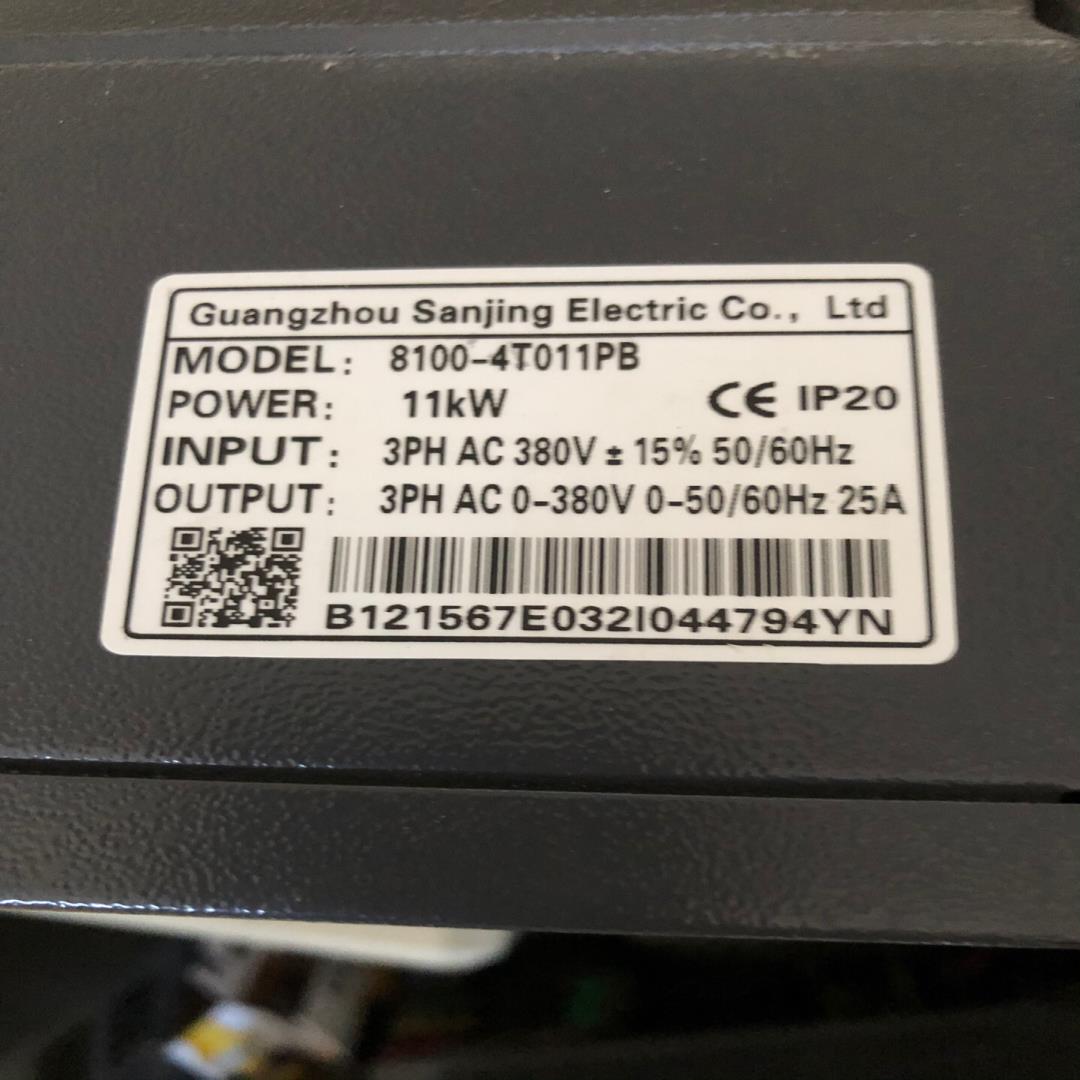 Guangzhou Sanjing Electric Co., Ltd
MODEL: 8100-4T011PB
POWER: 11kW CE IP20
INPUT: 3PH AC 380V ± 15% 50/60Hz
OUTPUT: 3PH AC 0-380V 0-50/60Hz 25A
B121567E032I044794YN